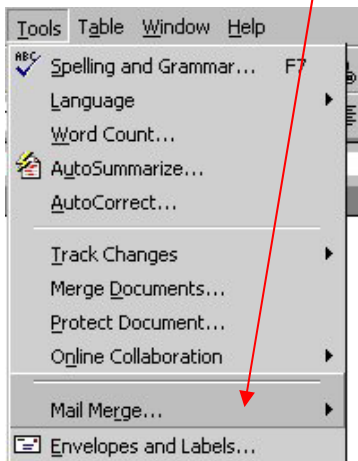 Tools Table Window Help
ABC Spelling and Grammar... F7
Language
Word Count...
AutoSummarize...
AutoCorrect...
Track Changes
Merge Documents...
Protect Document...
Online Collaboration
Mail Merge...
Envelopes and Labels...